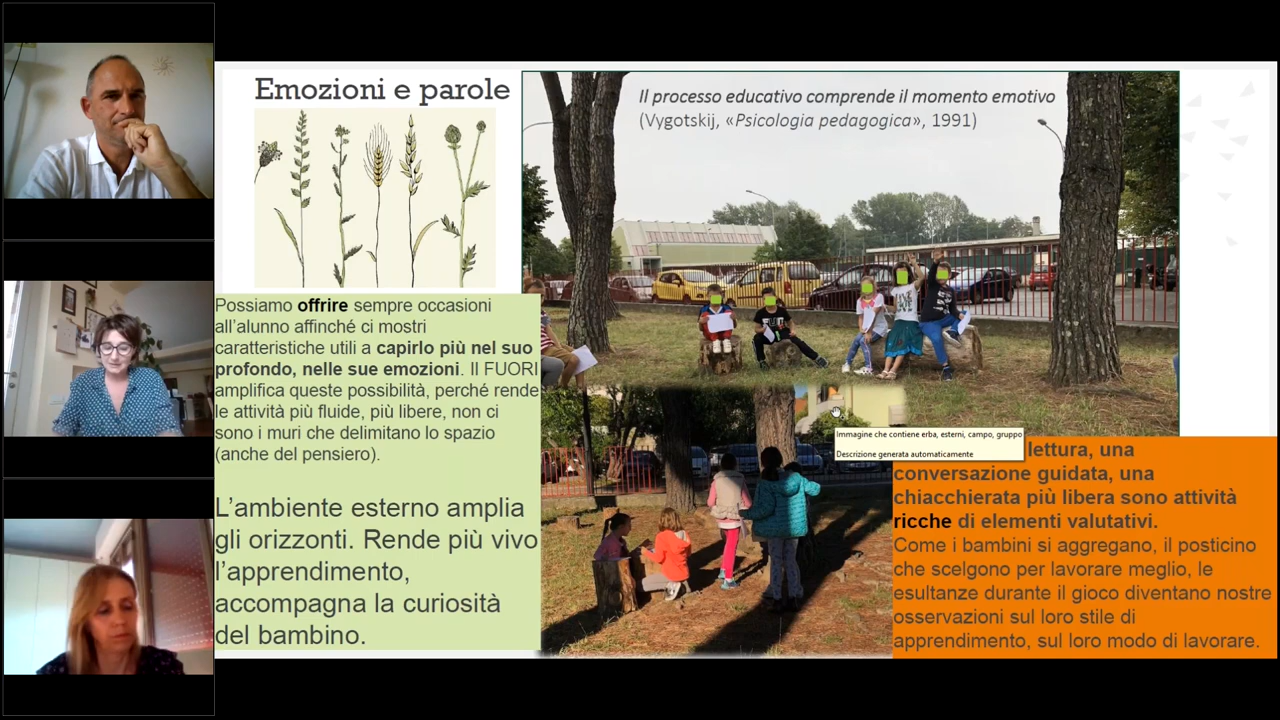 Emozioni e parole
Il processo educativo comprende il momento emotivo
(Vygotskij, «Psicologia pedagogica», 1991)
Possiamo offrire sempre occasioni
all'alunno affinché ci mostri
caratteristiche utili a capirlo più nel suo
profondo, nelle sue emozioni. Il FUORI
amplifica queste possibilità, perché rende
le attività più fluide, più libere, non ci
sono i muri che delimitano lo spazio
(anche del pensiero).
L'ambiente esterno amplia
gli orizzonti. Rende più vivo
l'apprendimento,
accompagna la curiosità
del bambino.
Immagine che contiene erba, esterni, campo, gruppo
Descrizione generata automaticamente
lettura, una
conversazione guidata, una
chiacchierata più libera sono attività
ricche di elementi valutativi.
Come i bambini si aggregano, il posticino
che scelgono per lavorare meglio, le
esultanze durante il gioco diventano nostre
osservazioni sul loro stile di
apprendimento, sul loro modo di lavorare.